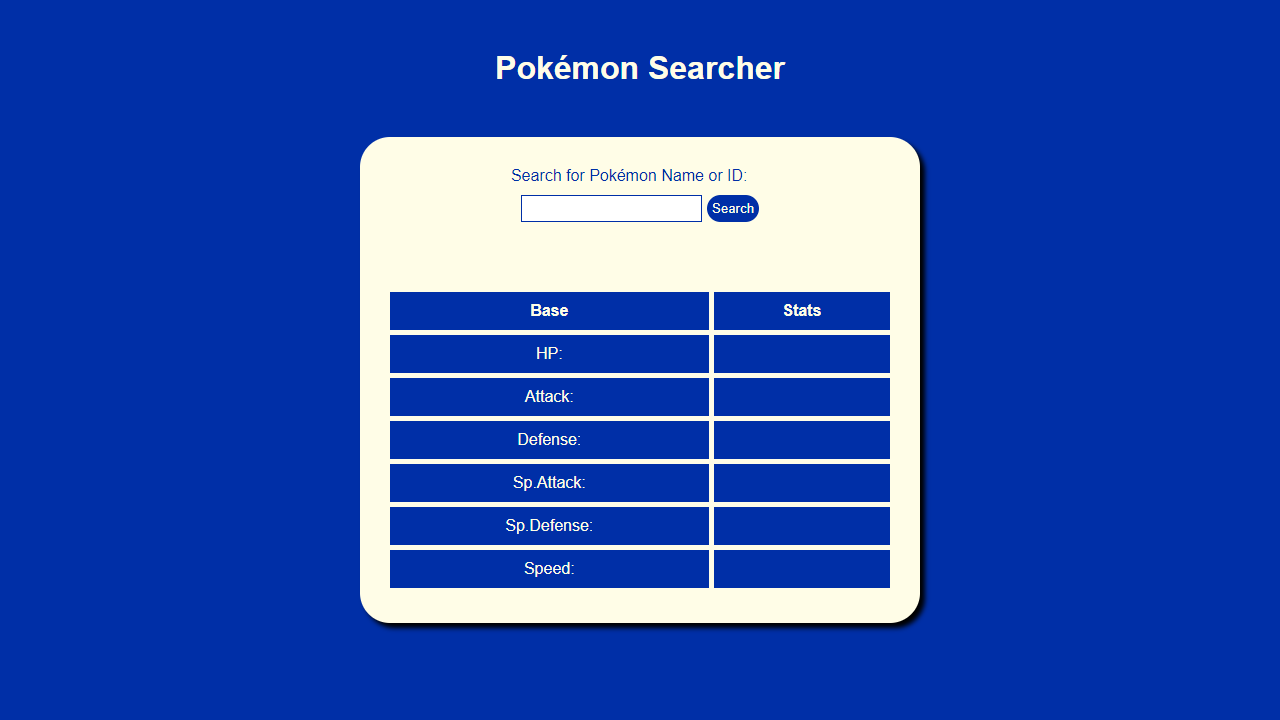 Pokémon Searcher
Search for Pokémon Name or ID:
Search
Base Stats
HP:
Attack:
Defense:
Sp.Attack:
Sp.Defense:
Speed: